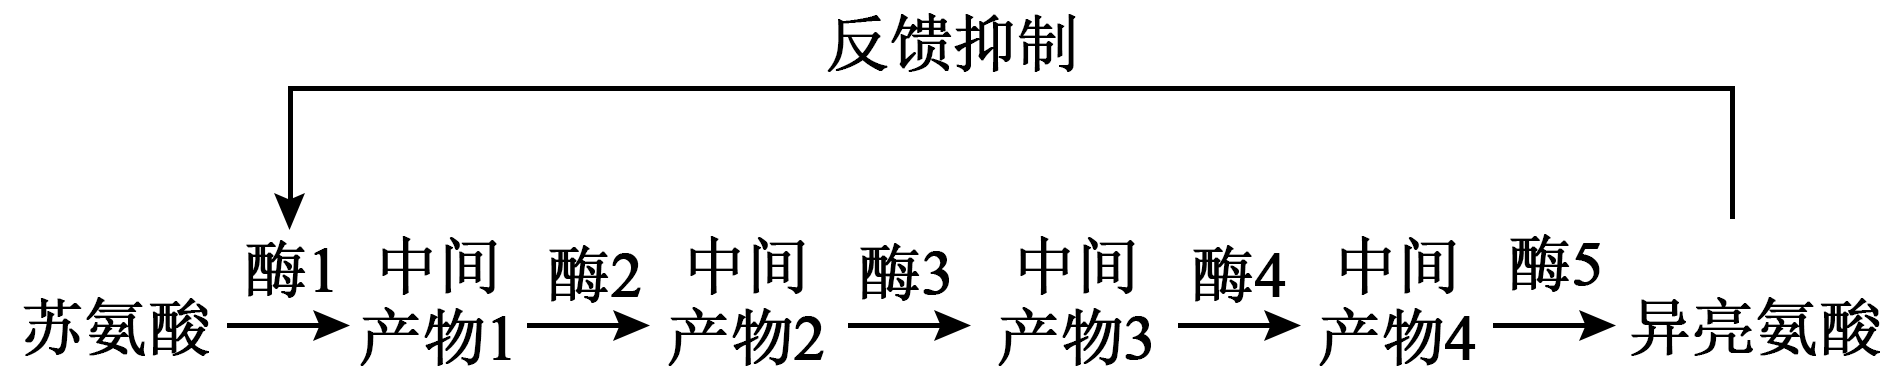 反馈抑制
酶1 中间 酶2 中间 酶3 中间 酶4 中间 酶5
苏氨酸 产物1 产物2 产物3 产物4 异亮氨酸